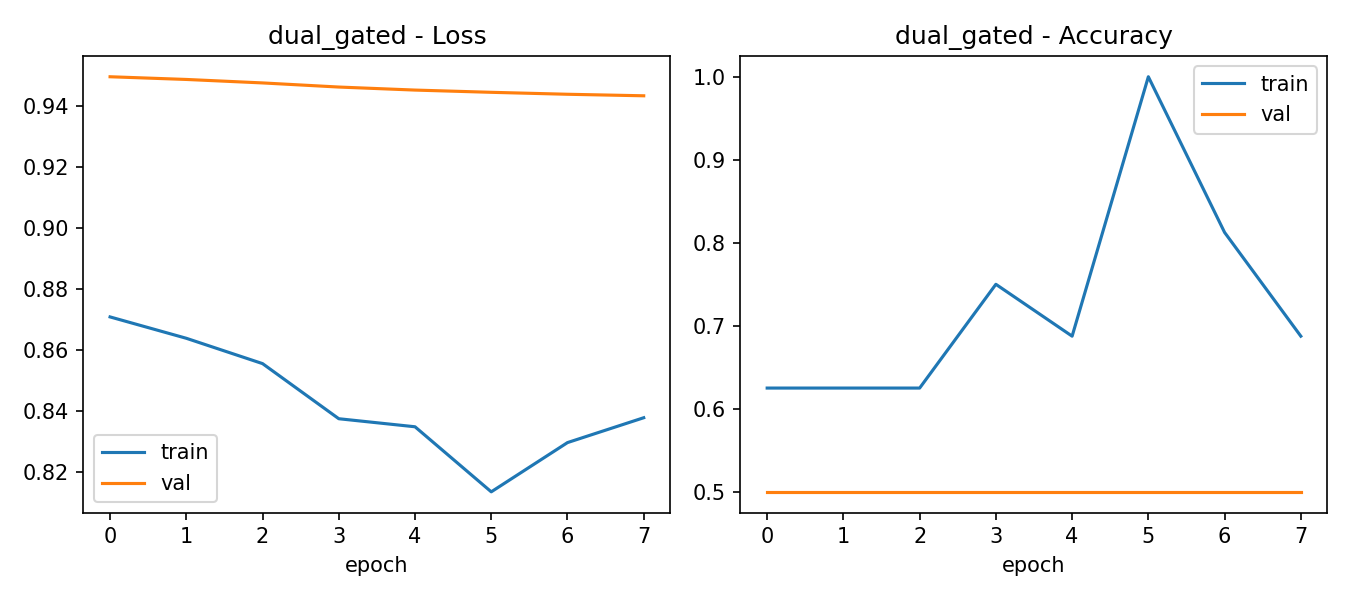 dual_gated - Loss
0.94
0.92
0.90
0.88
0.86
0.84
0.82
train
val
0 1 2 3 4 5 6 7
epoch
dual_gated - Accuracy
1.0
0.9
0.8
0.7
0.6
0.5
train
val
0 1 2 3 4 5 6 7
epoch